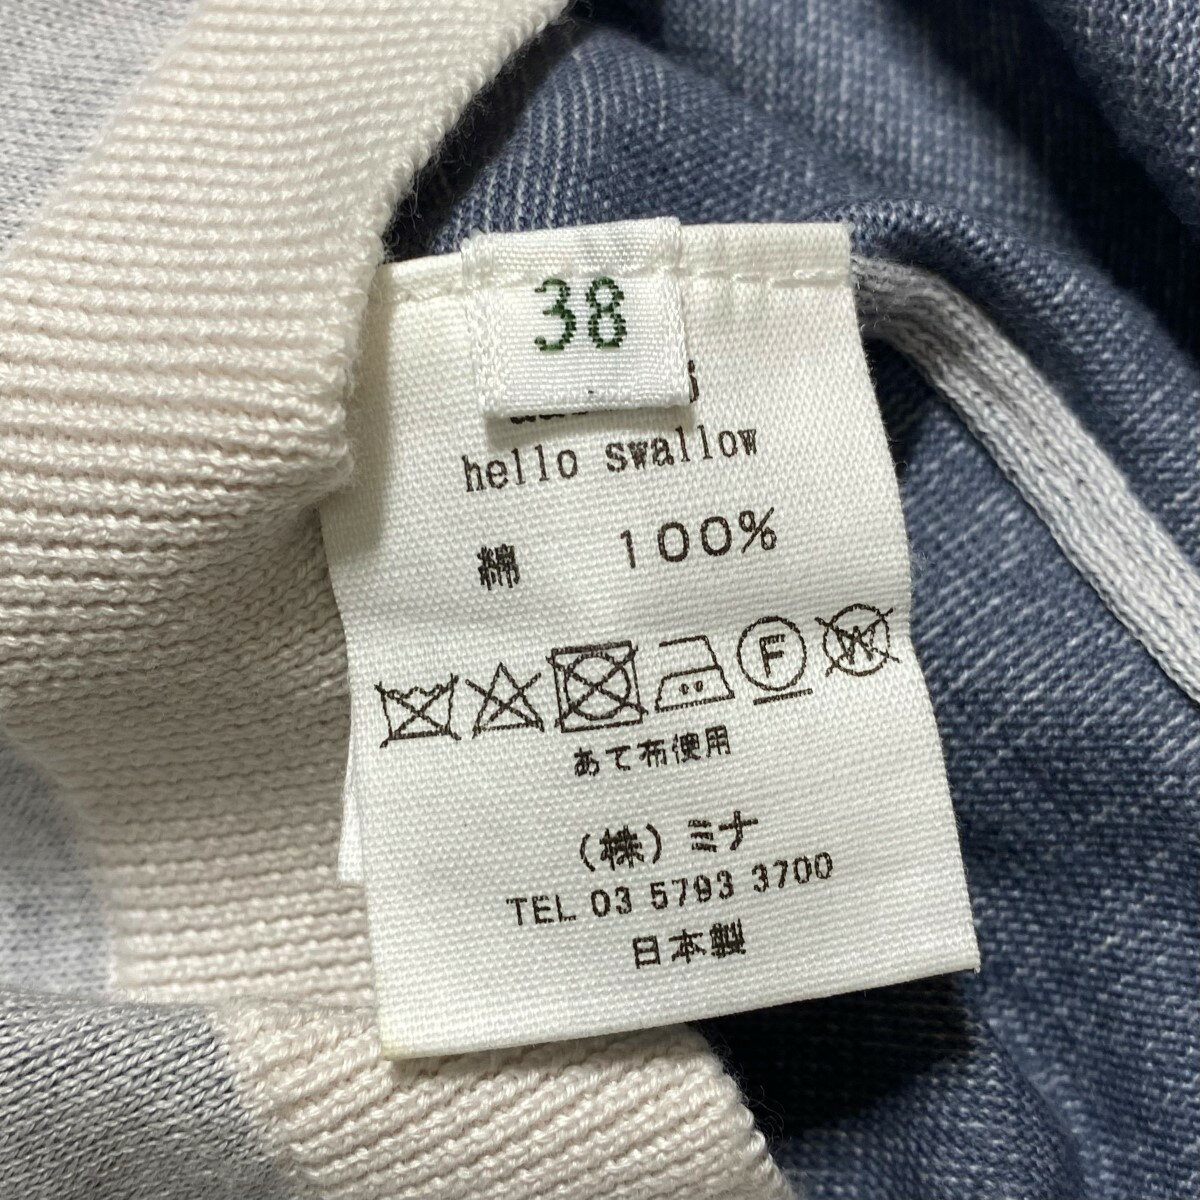 38
hello swallow
綿 100%
F W
あて布使用
(株)ミナ
TEL 03 5793 3700
日本製